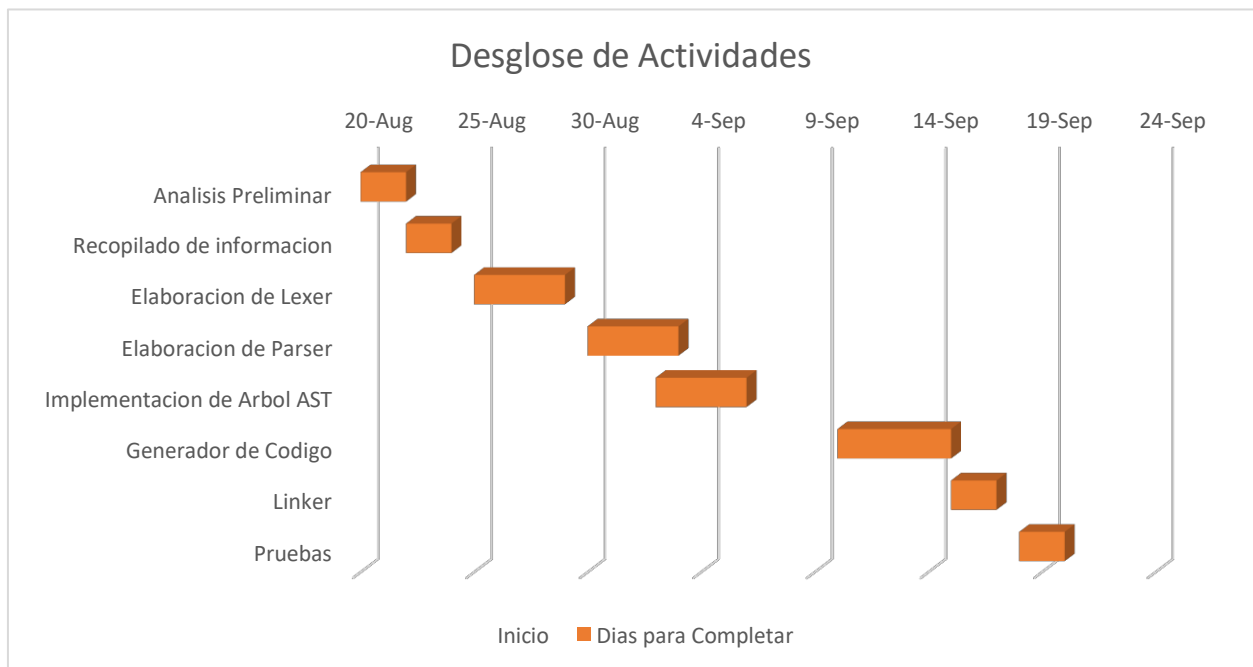 Desglose de Actividades
20-Aug 25-Aug 30-Aug 4-Sep 9-Sep 14-Sep 19-Sep 24-Sep
Analisis Preliminar
Recopilado de informacion
Elaboracion de Lexer
Elaboracion de Parser
Implementacion de Arbol AST
Generador de Codigo
Linker
Pruebas
Inicio Dias para Completar